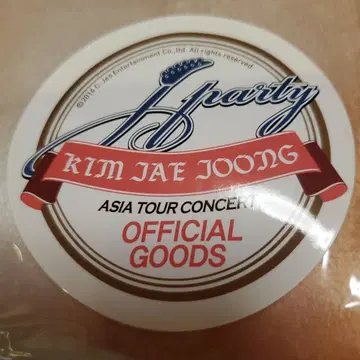 ©2014 C-JeS Entertainment Co.,ltd. All rights reserved.
J party
KIM JAE JOONG
ASIA TOUR CONCERT
OFFICIAL
GOODS